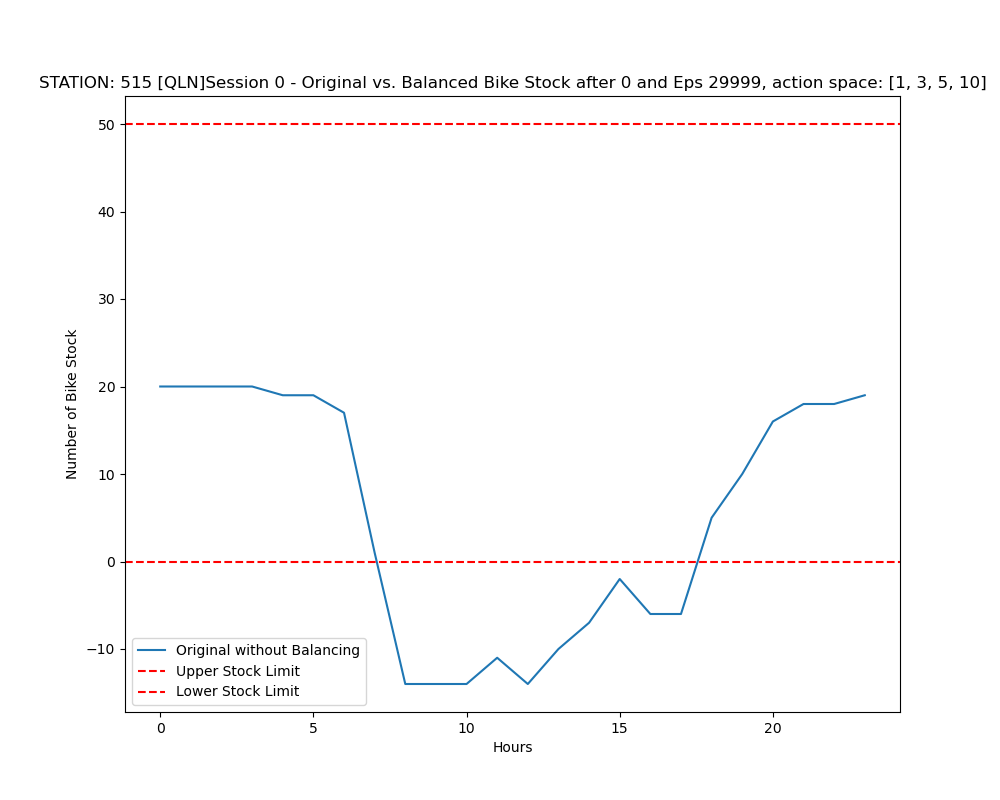 STATION: 515 [QLN]Session 0 - Original vs. Balanced Bike Stock after 0 and Eps 29999, action space: [1, 3, 5, 10]
50
40
30
20
10
0
−10
Number of Bike Stock
Original without Balancing
Upper Stock Limit
Lower Stock Limit
0 5 10 15 20
Hours